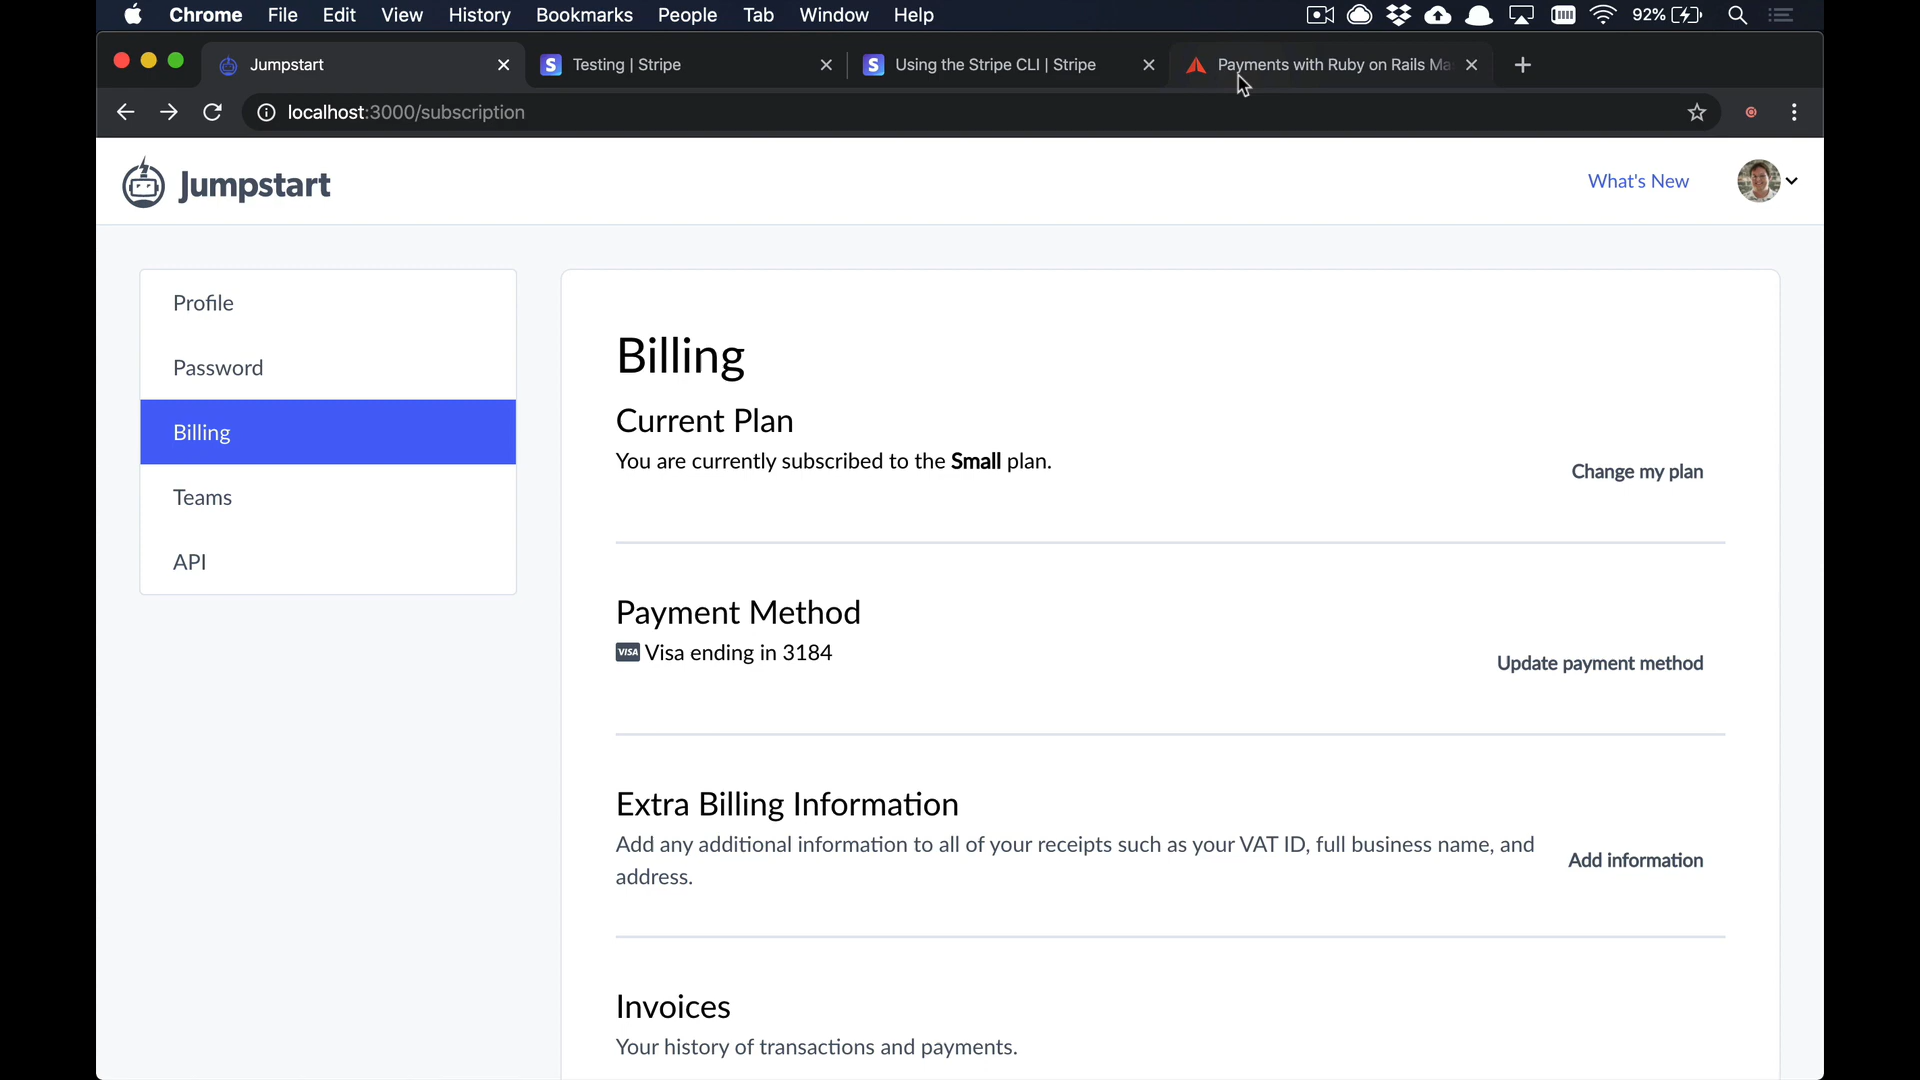 Chrome File Edit View History Bookmarks People Tab Window Help 92%
Jumpstart
Testing | Stripe
Using the Stripe CLI | Stripe
Payments with Ruby on Rails Ma
localhost:3000/subscription
Jumpstart
What's New
Profile
Password
Billing
Teams
API
Billing
Current Plan
You are currently subscribed to the Small plan.
Change my plan
Payment Method
VISA Visa ending in 3184
Update payment method
Extra Billing Information
Add any additional information to all of your receipts such as your VAT ID, full business name, and
address.
Add information
Invoices
Your history of transactions and payments.